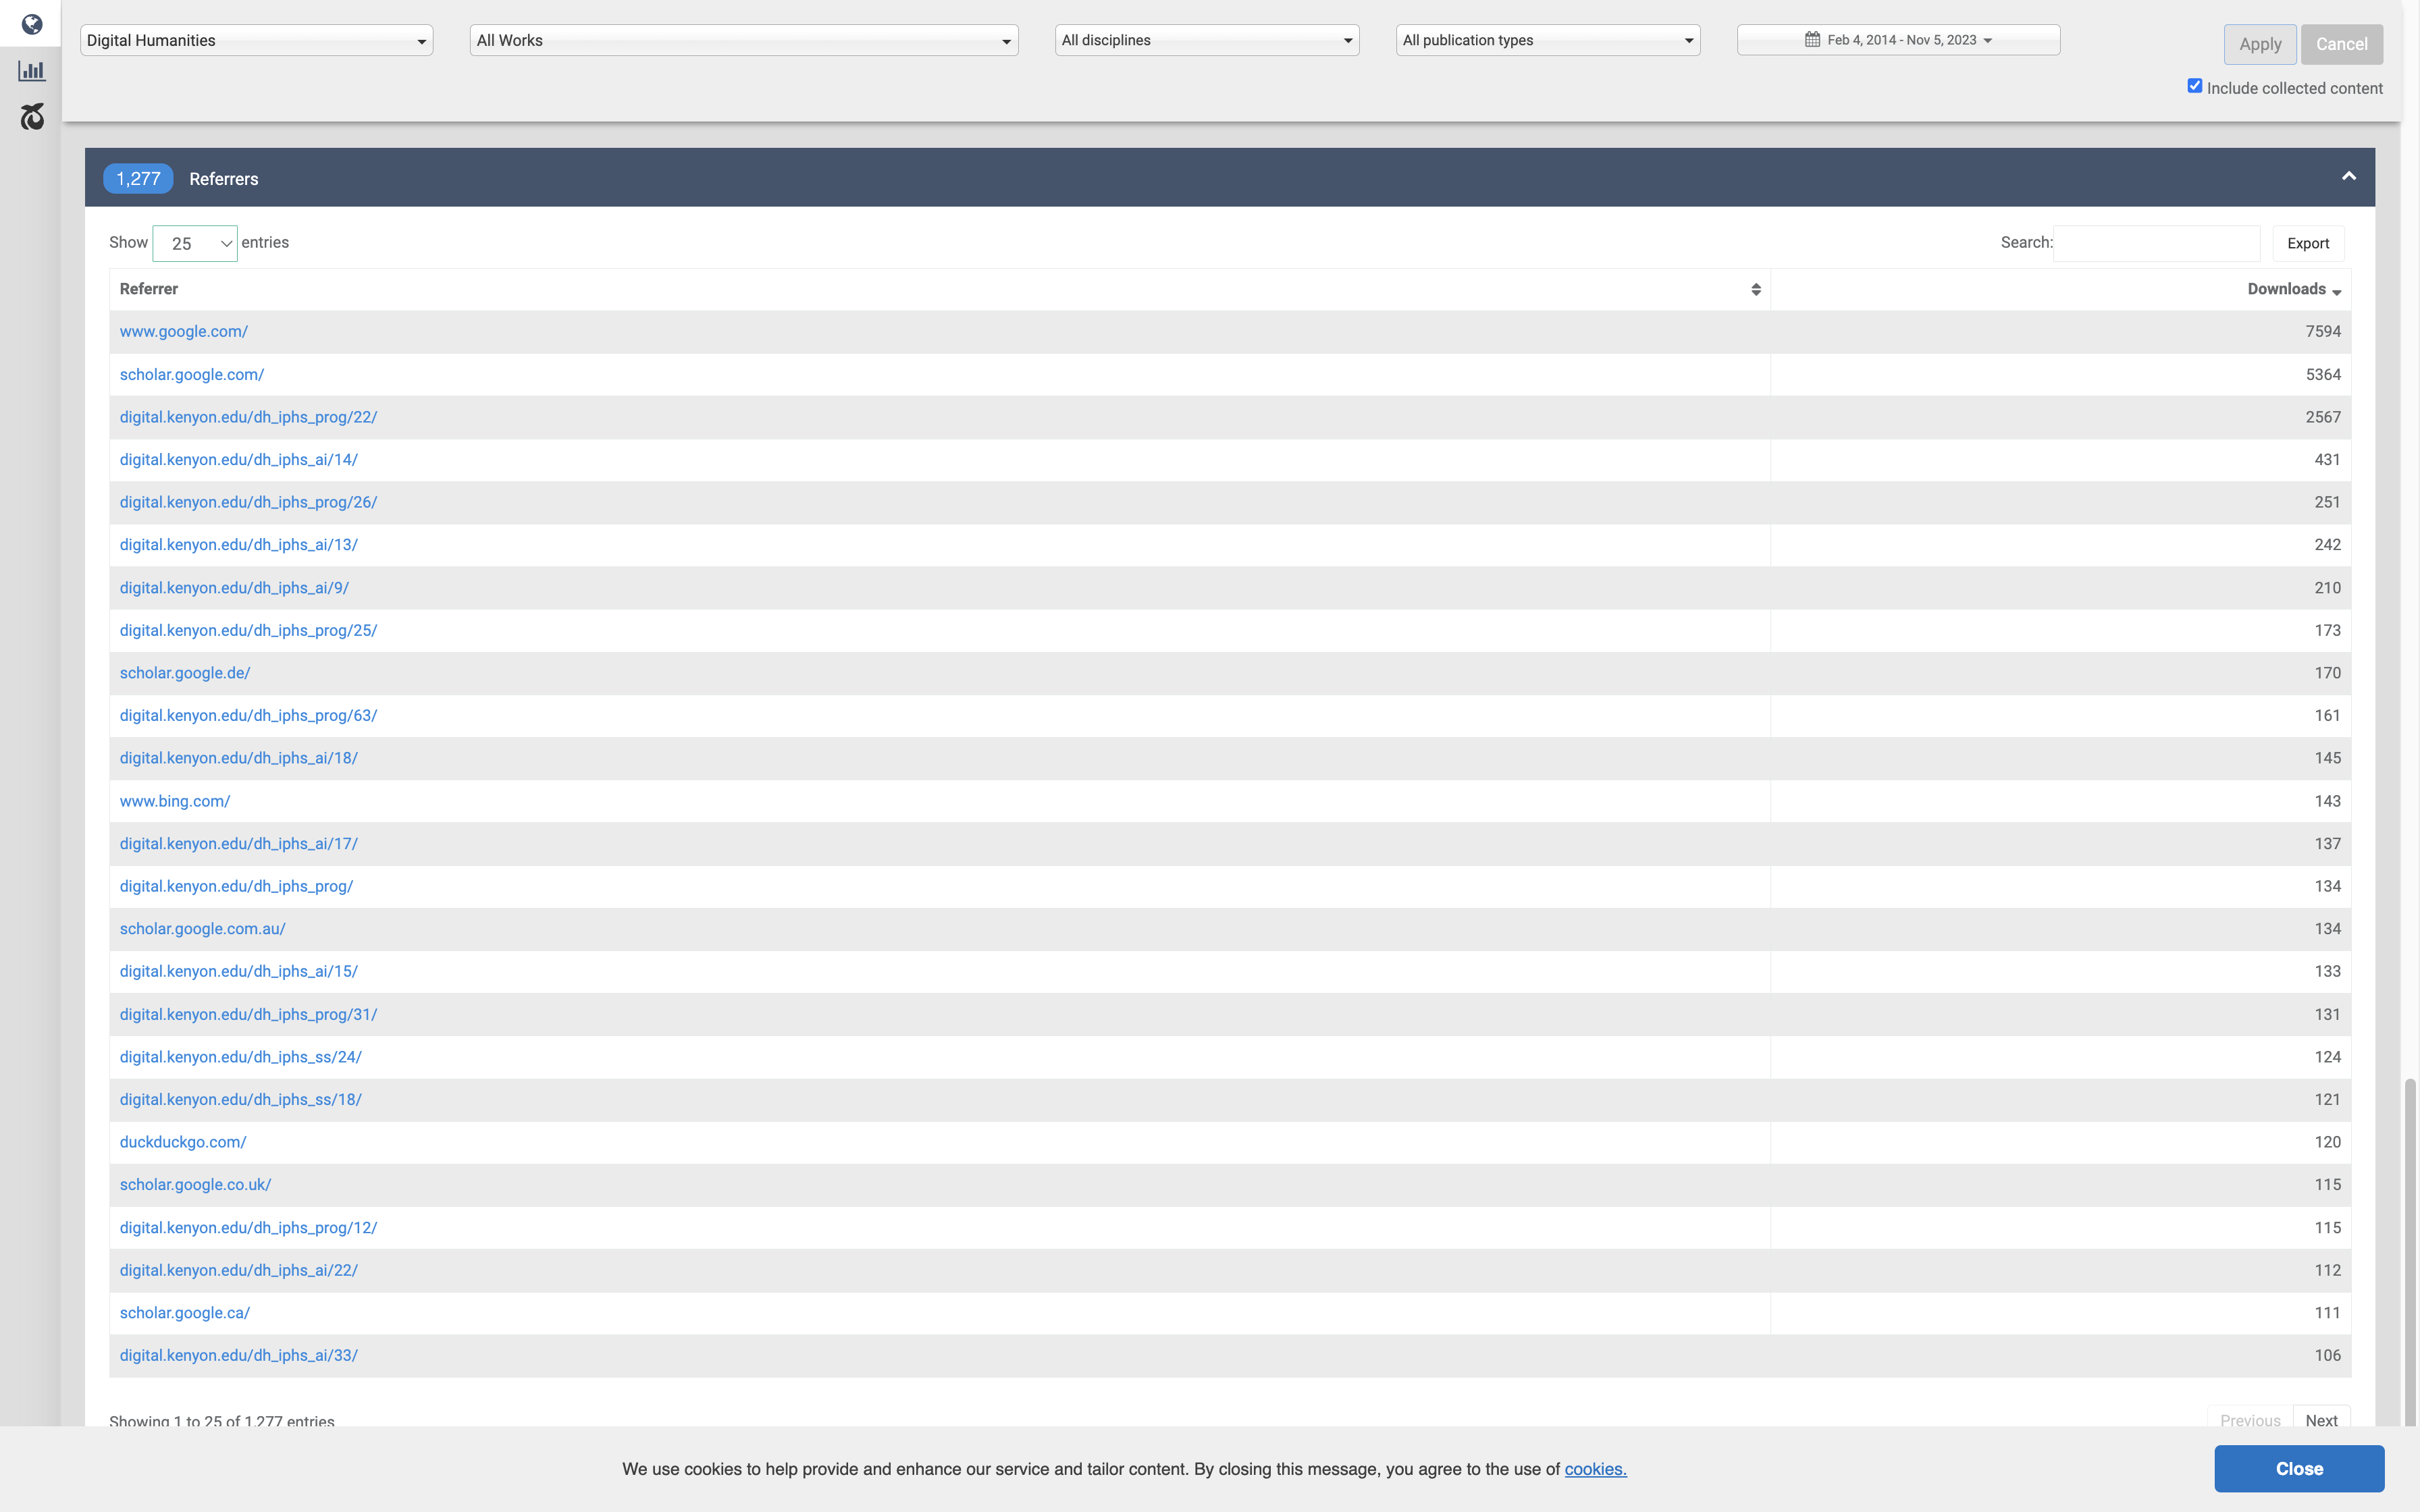 Digital Humanities All Works All disciplines All publication types Feb 4, 2014 - Nov 5, 2023 Apply Cancel
Include collected content
1,277 Referrers
Show 25 entries Search: Export
Referrer Downloads
www.google.com/ 7594
scholar.google.com/ 5364
digital.kenyon.edu/dh_iphs_prog/22/ 2567
digital.kenyon.edu/dh_iphs_ai/14/ 431
digital.kenyon.edu/dh_iphs_prog/26/ 251
digital.kenyon.edu/dh_iphs_ai/13/ 242
digital.kenyon.edu/dh_iphs_ai/9/ 210
digital.kenyon.edu/dh_iphs_prog/25/ 173
scholar.google.de/ 170
digital.kenyon.edu/dh_iphs_prog/63/ 161
digital.kenyon.edu/dh_iphs_ai/18/ 145
www.bing.com/ 143
digital.kenyon.edu/dh_iphs_ai/17/ 137
digital.kenyon.edu/dh_iphs_prog/ 134
scholar.google.com.au/ 134
digital.kenyon.edu/dh_iphs_ai/15/ 133
digital.kenyon.edu/dh_iphs_prog/31/ 131
digital.kenyon.edu/dh_iphs_ss/24/ 124
digital.kenyon.edu/dh_iphs_ss/18/ 121
duckduckgo.com/ 120
scholar.google.co.uk/ 115
digital.kenyon.edu/dh_iphs_prog/12/ 115
digital.kenyon.edu/dh_iphs_ai/22/ 112
scholar.google.ca/ 111
digital.kenyon.edu/dh_iphs_ai/33/ 106
Showing 1 to 25 of 1,277 entries Previous Next
We use cookies to help provide and enhance our service and tailor content. By closing this message, you agree to the use of cookies. Close